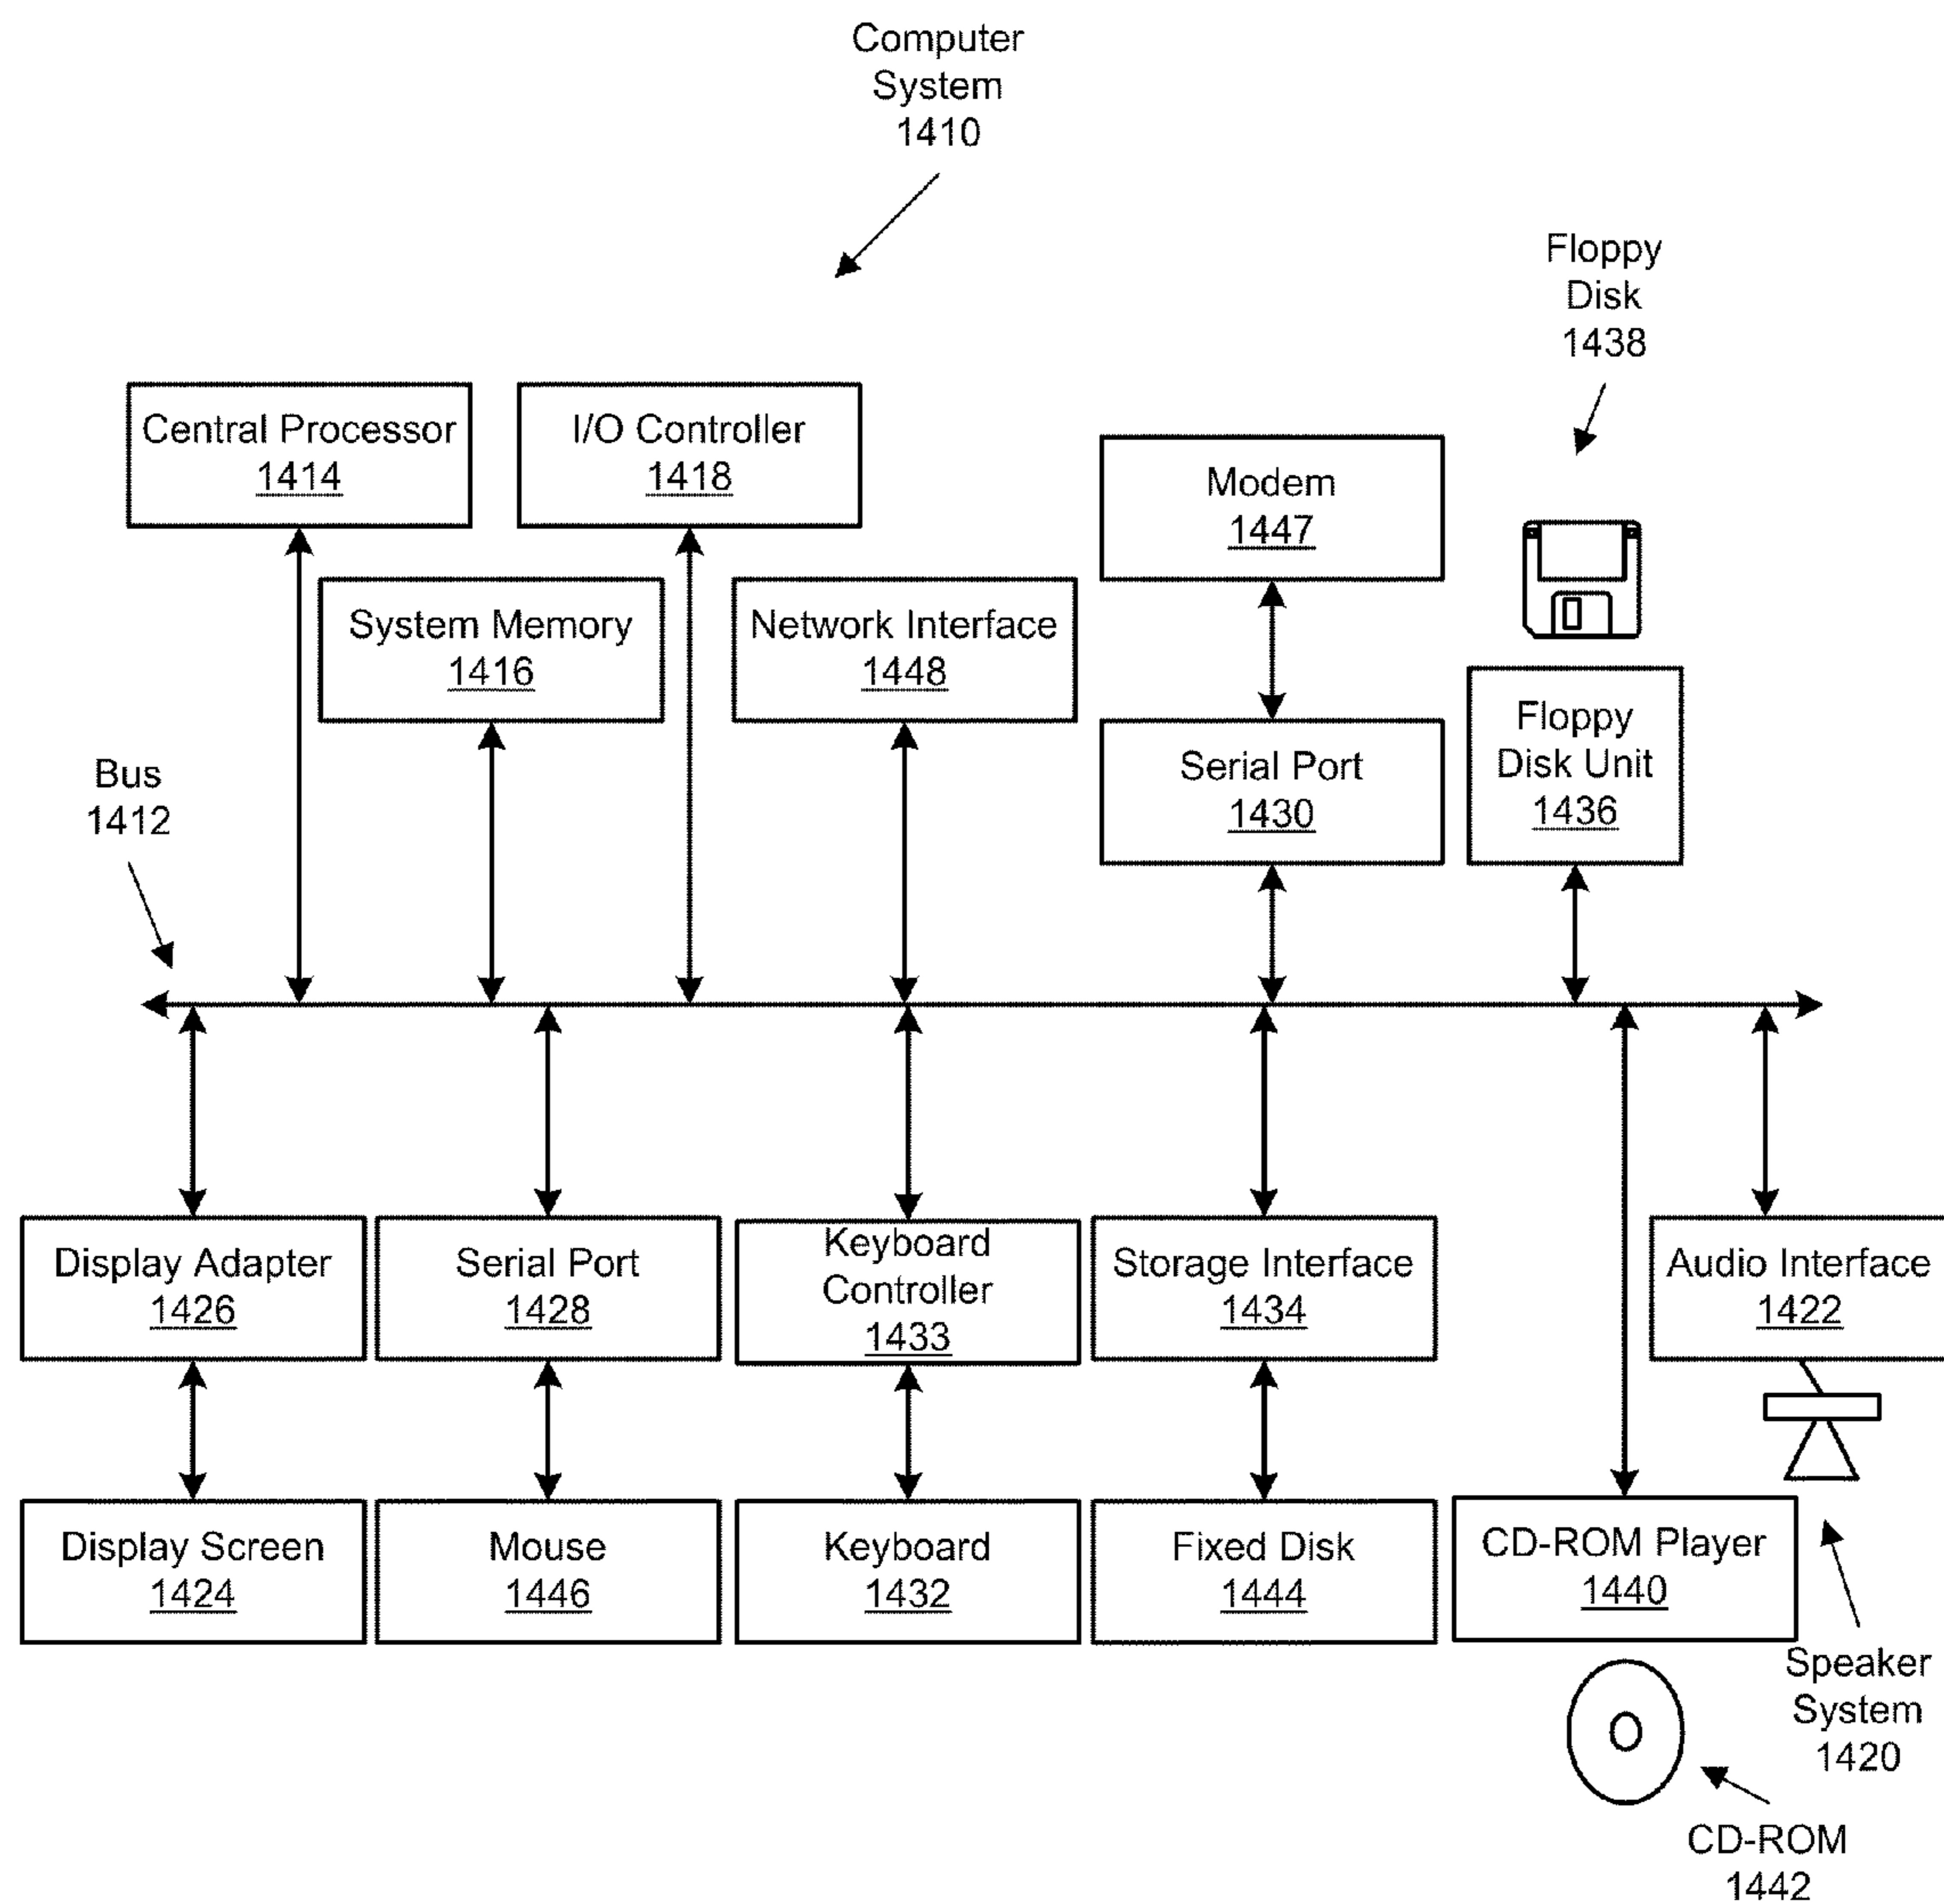 Computer
System
1410
Floppy
Disk
1438
Central Processor
1414
I/O Controller
1418
Modem
1447
System Memory
1416
Network Interface
1448
Serial Port
1430
Floppy
Disk Unit
1436
Bus
1412
Display Adapter
1426
Serial Port
1428
Keyboard
Controller
1433
Storage Interface
1434
Audio Interface
1422
Display Screen
1424
Mouse
1446
Keyboard
1432
Fixed Disk
1444
CD-ROM Player
1440
Speaker
System
1420
CD-ROM
1442